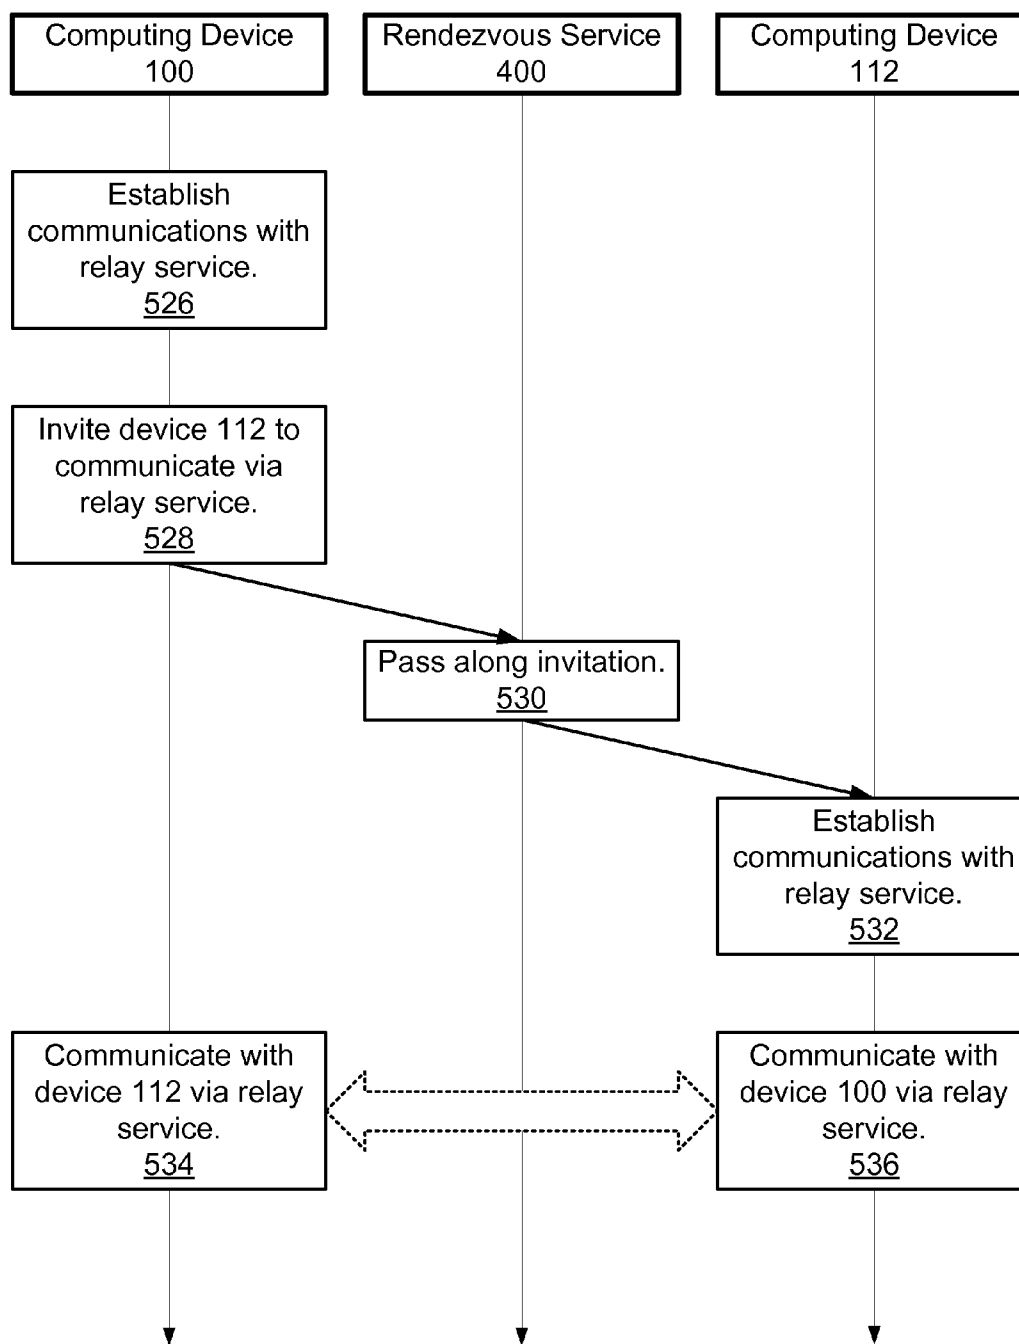 Computing Device
100
Rendezvous Service
400
Computing Device
112
Establish
communications with
relay service.
526
Invite device 112 to
communicate via
relay service.
528
Pass along invitation.
530
Establish
communications with
relay service.
532
Communicate with
device 112 via relay
service.
534
Communicate with
device 100 via relay
service.
536